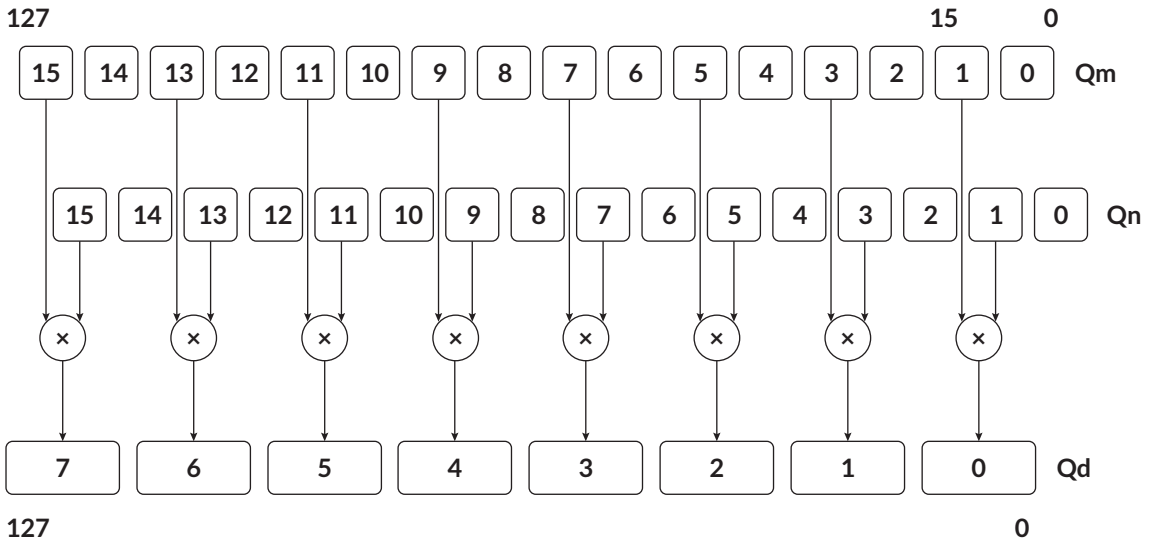 127 15 0
15 14 13 12 11 10 9 8 7 6 5 4 3 2 1 0 Qm
15 14 13 12 11 10 9 8 7 6 5 4 3 2 1 0 Qn
× × × × × × × ×
7 6 5 4 3 2 1 0 Qd
127 0